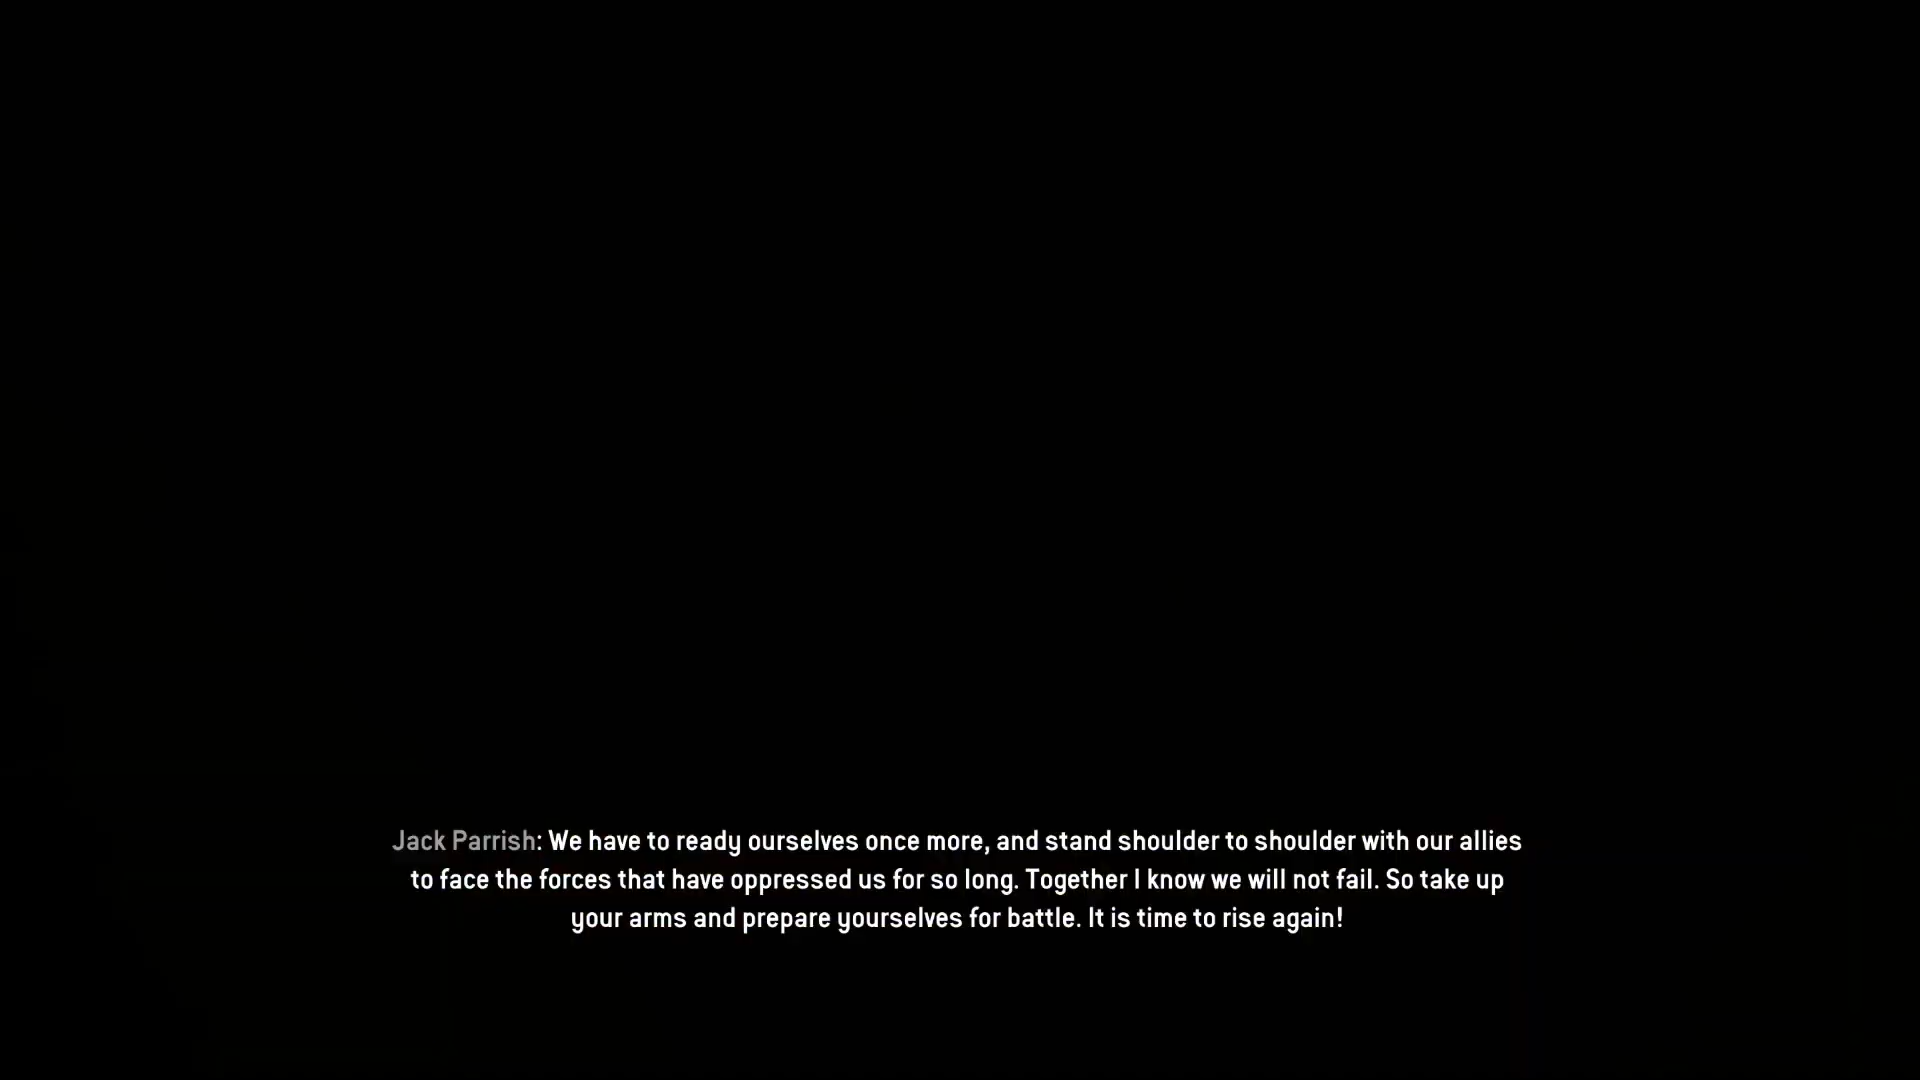 Jack Parrish: We have to ready ourselves once more, and stand shoulder to shoulder with our allies
to face the forces that have oppressed us for so long. Together I know we will not fail. So take up
your arms and prepare yourselves for battle. It is time to rise again!